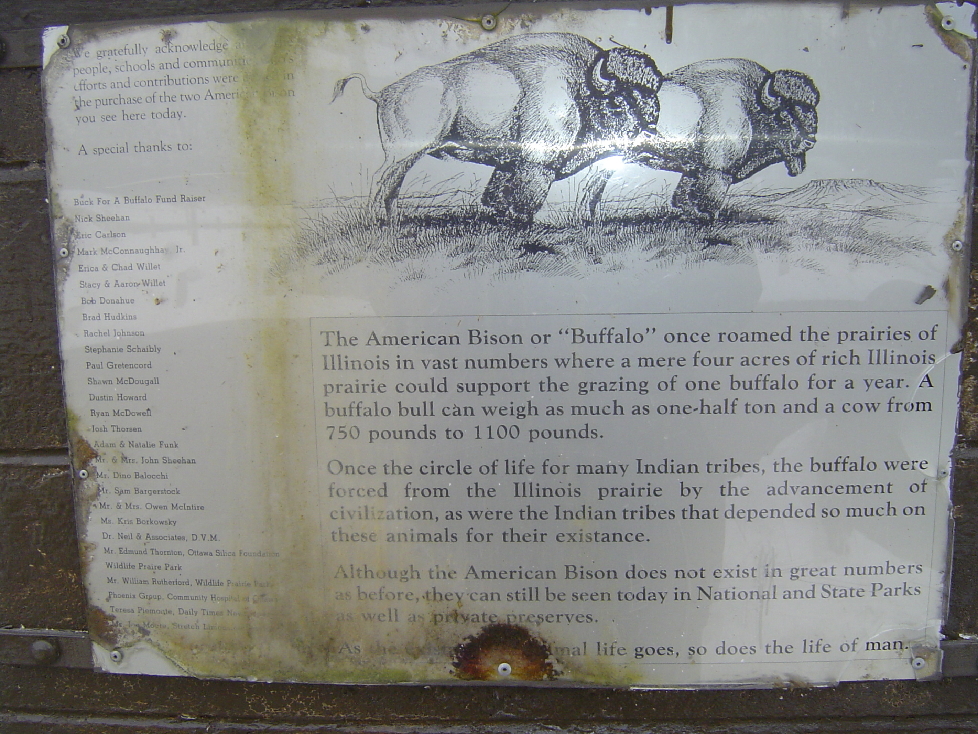 We gratefully acknowledge
people, schools and
efforts and contributions were in
the purchase of the two
you see here today.
A special thanks to:
Buck For A Buffalo Fund Raiser
Nick Sheehan
Eric Carlson
Mark McConnaughhay Jr.
Erica & Chad Willet
Stacy & Aaron Willet
Bob Donahue
Brad Hudkins
Rachel Johnson
Stephanie Schaibly
Paul Gretencord
Shawn McDougall
Dustin Howard
Ryan McDowell
Josh Thorsen
Adam & Natalie Funk
Mr. & Mrs. John Sheehan
Mr. Dino Balocchi
Mr. Sam Bargerstock
Mr. & Mrs. Owen McIntire
Ms. Kris Borkowsky
Dr. Neil & Associates, D.V.M.
Mr. Edmund Thornton, Ottawa Silica Foundation
Wildlife Praire Park
Mr. William Rutherford, Wildlife Prairie
Phoenix Group, Community Hospital of
Teresa Daily Times
The American Bison or “Buffalo” once roamed the prairies of
Illinois in vast numbers where a mere four acres of rich Illinois
prairie could support the grazing of one buffalo for a year. A
buffalo bull can weigh as much as one-half ton and a cow from
750 pounds to 1100 pounds.
Once the circle of life for many Indian tribes, the buffalo were
forced from the Illinois prairie by the advancement of
civilization, as were the Indian tribes that depended so much on
these animals for their existance.
Although the American Bison does not exist in great numbers
as before, they can still be seen today in National and State Parks
as well as private preserves.
As the life goes, so does the life of man.